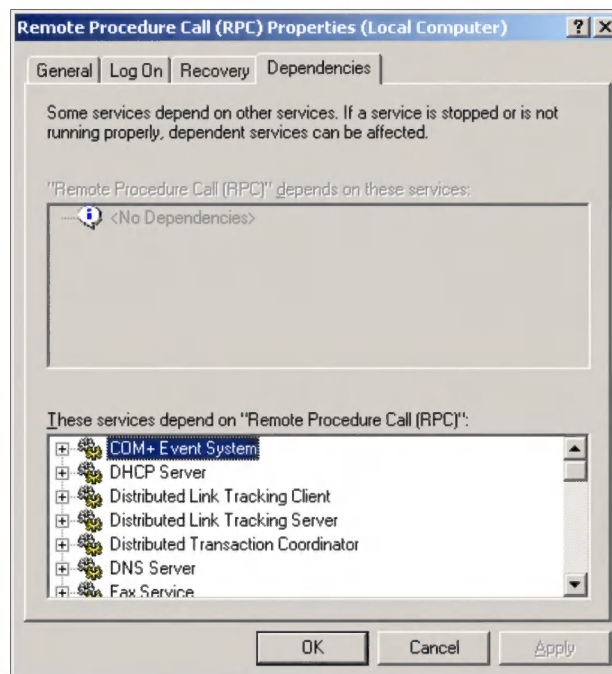 Remote Procedure Call (RPC) Properties (Local Computer)
General Log On Recovery Dependencies
Some services depend on other services. If a service is stopped or is not
running properly, dependent services can be affected.
"Remote Procedure Call (RPC)" depends on these services:
<No Dependencies>
These services depend on "Remote Procedure Call (RPC)":
COM+ Event System
DHCP Server
Distributed Link Tracking Client
Distributed Link Tracking Server
Distributed Transaction Coordinator
DNS Server
Fax Service
OK Cancel Apply